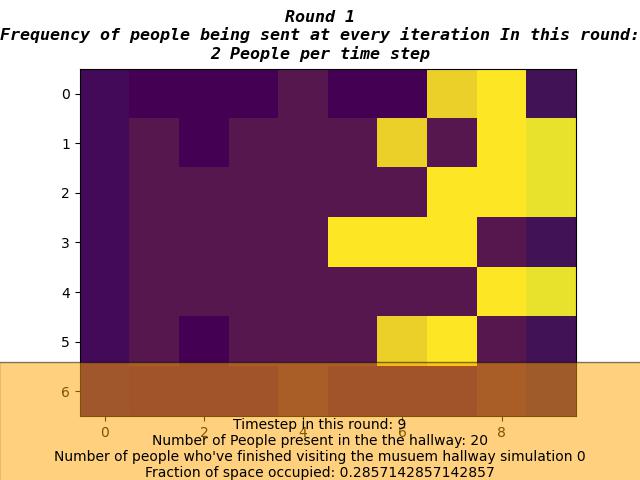 Round 1
Frequency of people being sent at every iteration In this round:
2 People per time step
0
1
2
3
4
5
6
0 2 4 6 8
Timestep in this round: 9
Number of People present in the the hallway: 20
Number of people who've finished visiting the musuem hallway simulation 0
Fraction of space occupied: 0.2857142857142857